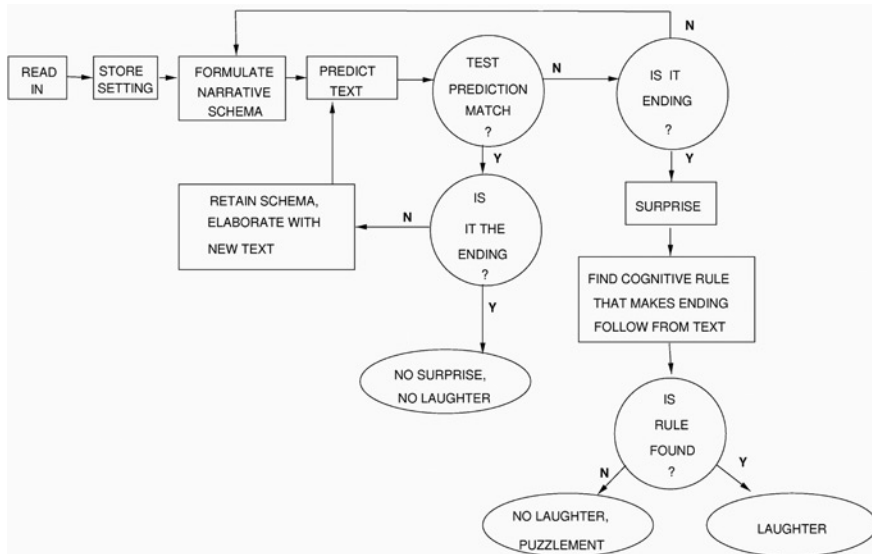 READ
IN
STORE
SETTING
FORMULATE
NARRATIVE
SCHEMA
PREDICT
TEXT
TEST
PREDICTION
MATCH
?
N
IS IT
ENDING
?
N
Y
Y
RETAIN SCHEMA,
ELABORATE WITH
NEW TEXT
N
IS
IT THE
ENDING
?
Y
SURPRISE
FIND COGNITIVE RULE
THAT MAKES ENDING
FOLLOW FROM TEXT
NO SURPRISE,
NO LAUGHTER
IS
RULE
FOUND
?
N
Y
NO LAUGHTER,
PUZZLEMENT
LAUGHTER